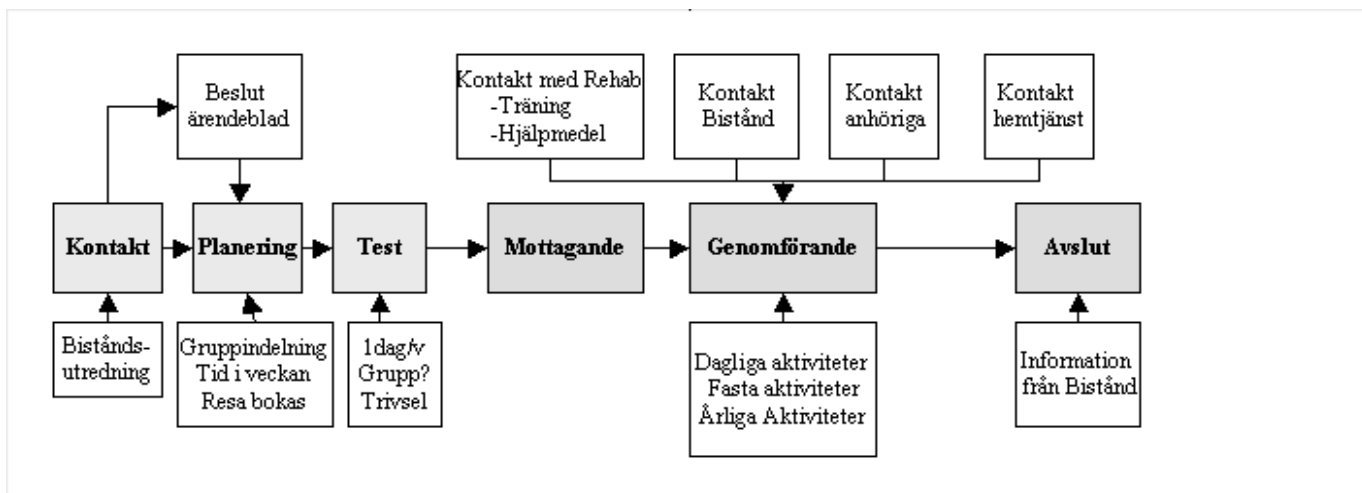 Beslut
ärendeblad
Kontakt med Rehab
-Träning
-Hjälpmedel
Kontakt
Bistånd
Kontakt
anhöriga
Kontakt
hemtjänst
Kontakt
Planering
Test
Mottagande
Genomförande
Avslut
Bistånds-
utredning
Gruppindelning
Tid i veckan
Resa bokas
1dag/v
Grupp?
Trivsel
Dagliga aktiviteter
Fasta aktiviteter
Årliga Aktiviteter
Information
från Bistånd